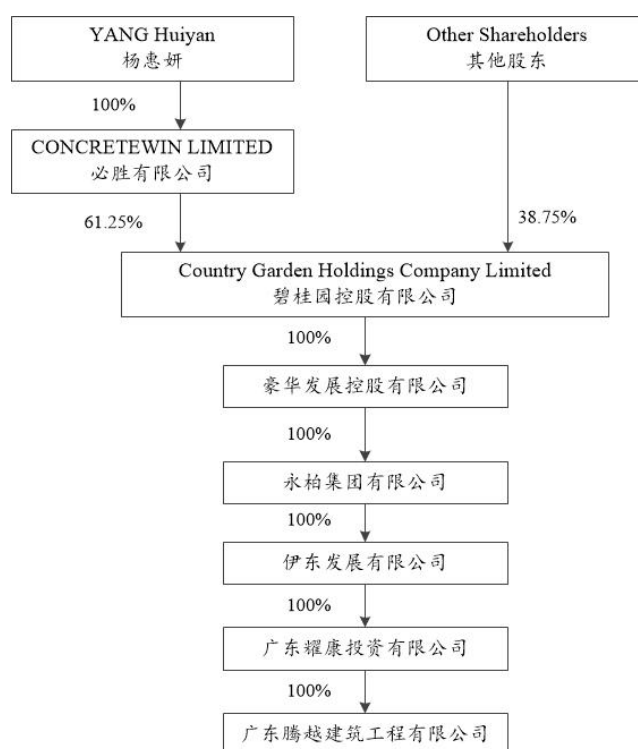 YANG Huiyan
杨惠妍
Other Shareholders
其他股东
100%
CONCRETEWIN LIMITED
必胜有限公司
61.25%
38.75%
Country Garden Holdings Company Limited
碧桂园控股有限公司
100%
豪华发展控股有限公司
100%
永柏集团有限公司
100%
伊东发展有限公司
100%
广东耀康投资有限公司
100%
广东腾越建筑工程有限公司